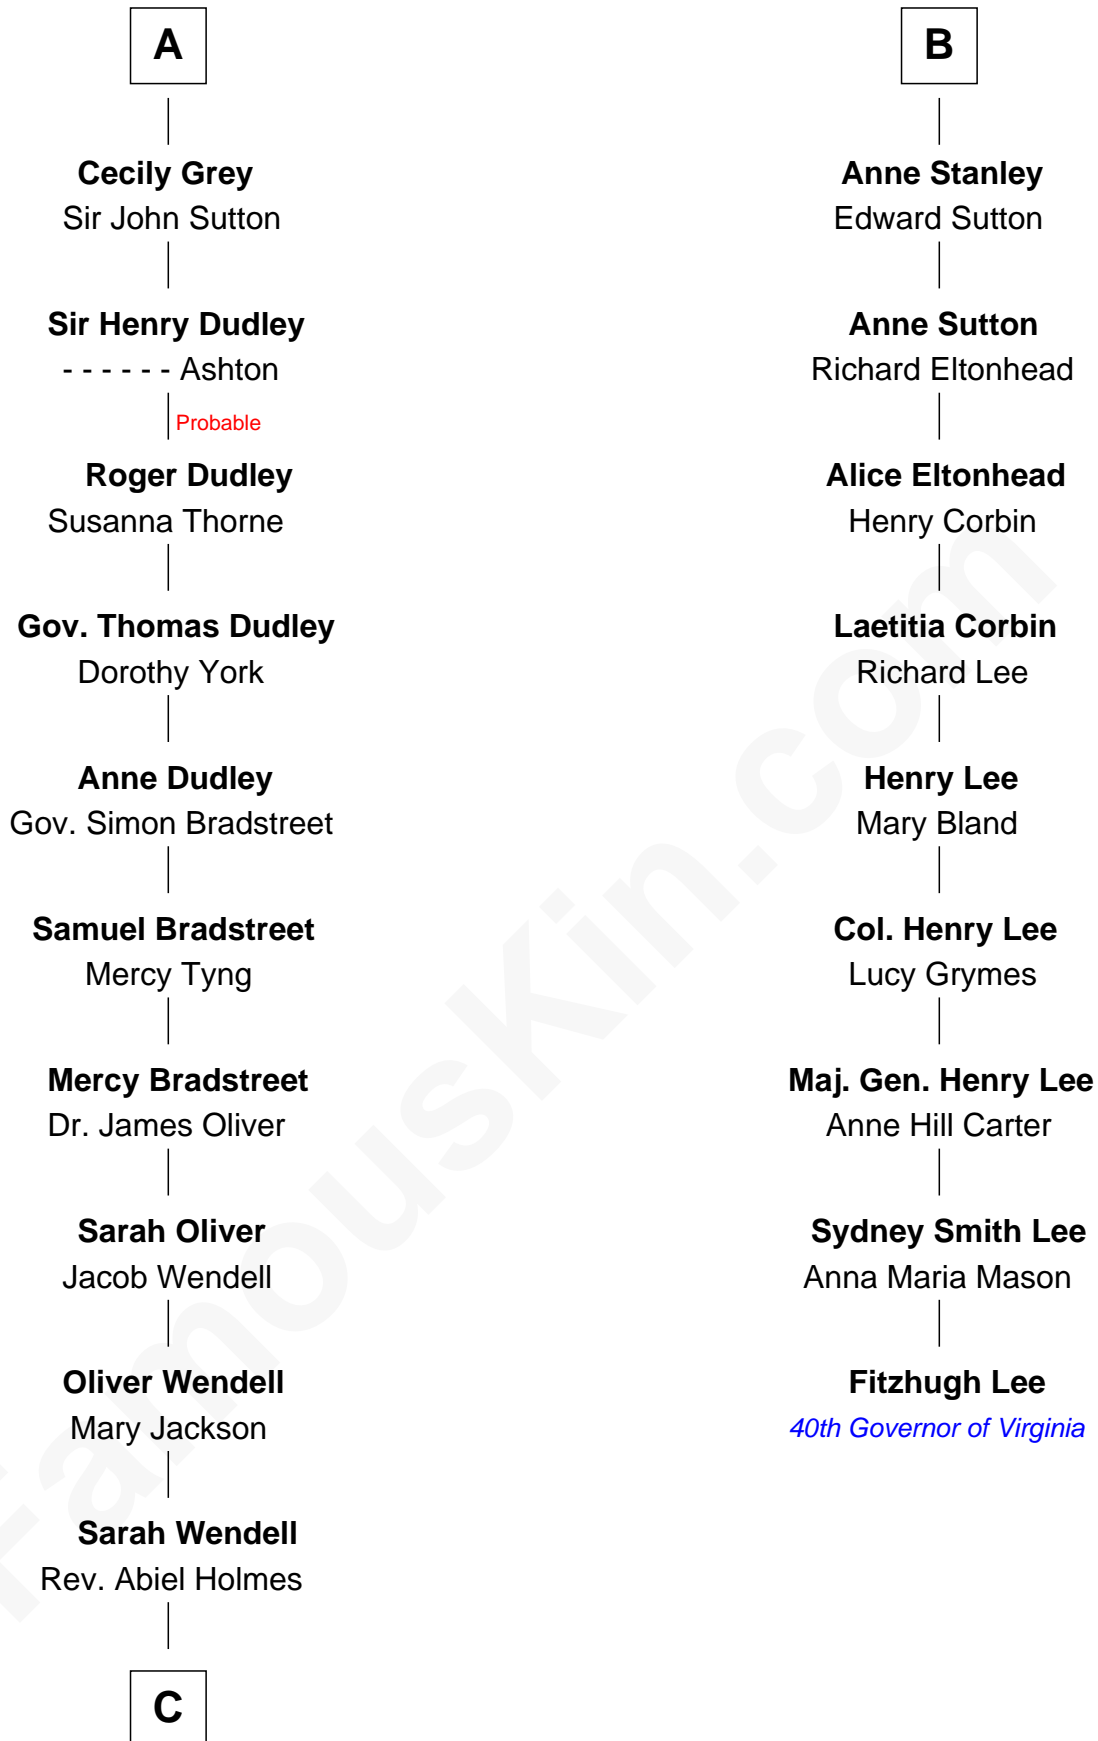 A
Cecily Grey
Sir John Sutton
Sir Henry Dudley
- - - - - - Ashton
Probable
Roger Dudley
Susanna Thorne
Gov. Thomas Dudley
Dorothy York
Anne Dudley
Gov. Simon Bradstreet
Samuel Bradstreet
Mercy Tyng
Mercy Bradstreet
Dr. James Oliver
Sarah Oliver
Jacob Wendell
Oliver Wendell
Mary Jackson
Sarah Wendell
Rev. Abiel Holmes
C
B
Anne Stanley
Edward Sutton
Anne Sutton
Richard Eltonhead
Alice Eltonhead
Henry Corbin
Laetitia Corbin
Richard Lee
Henry Lee
Mary Bland
Col. Henry Lee
Lucy Grymes
Maj. Gen. Henry Lee
Anne Hill Carter
Sydney Smith Lee
Anna Maria Mason
Fitzhugh Lee
40th Governor of Virginia
FamousKin.com